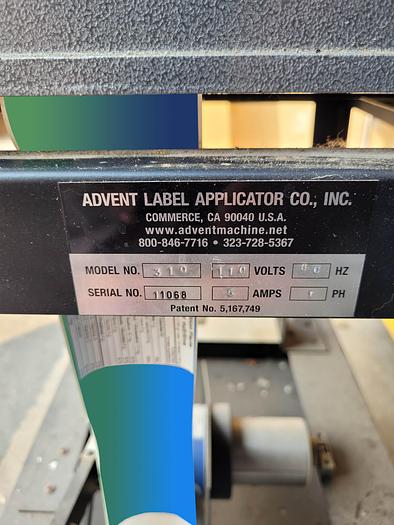 ADVENT LABEL APPLICATOR CO., INC.
COMMERCE, CA 90040 U.S.A.
www.adventmachine.net
800-846-7716 • 323-728-5367
MODEL NO. 310 110 VOLTS 60 HZ
SERIAL NO. 11068 5 AMPS 1 PH
Patent No. 5,167,749